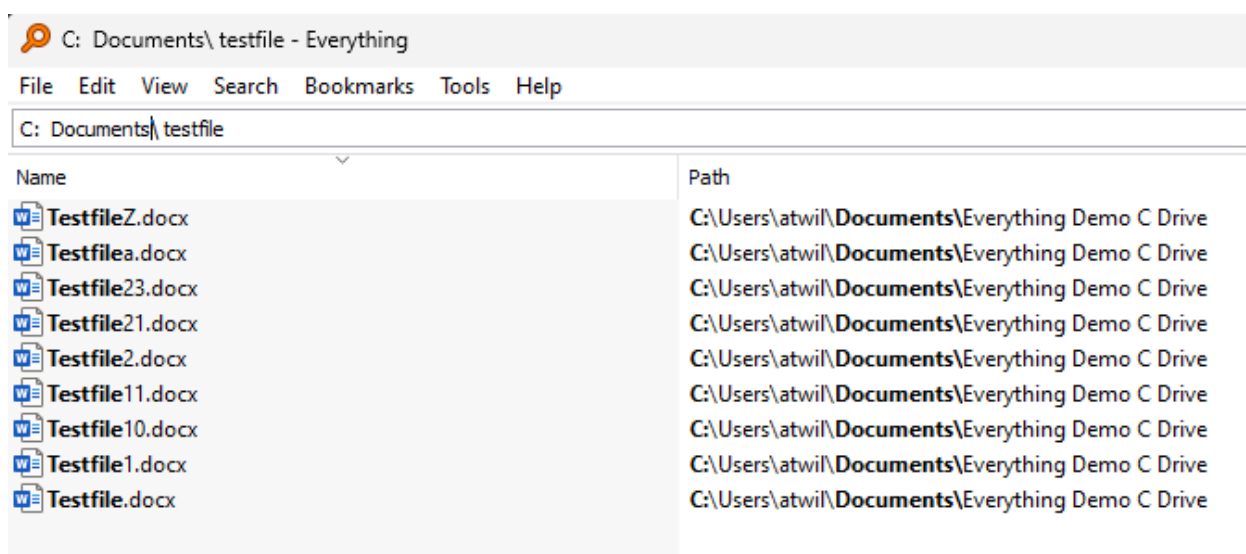 C:  Documents\ testfile - Everything
File Edit View Search Bookmarks Tools Help
C:  Documents\ testfile
Name Path
TestfileZ.docx C:\Users\atwil\Documents\Everything Demo C Drive
Testfilea.docx C:\Users\atwil\Documents\Everything Demo C Drive
Testfile23.docx C:\Users\atwil\Documents\Everything Demo C Drive
Testfile21.docx C:\Users\atwil\Documents\Everything Demo C Drive
Testfile2.docx C:\Users\atwil\Documents\Everything Demo C Drive
Testfile11.docx C:\Users\atwil\Documents\Everything Demo C Drive
Testfile10.docx C:\Users\atwil\Documents\Everything Demo C Drive
Testfile1.docx C:\Users\atwil\Documents\Everything Demo C Drive
Testfile.docx C:\Users\atwil\Documents\Everything Demo C Drive